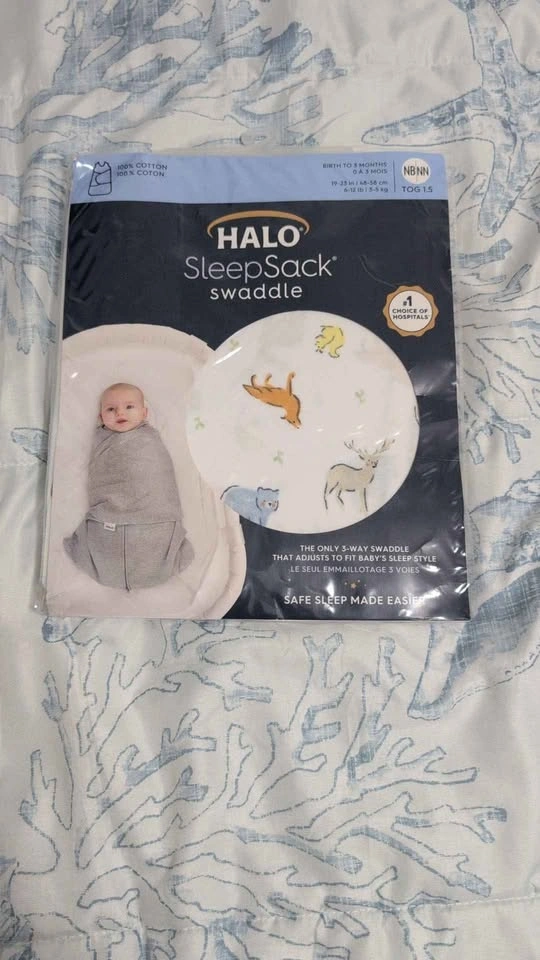 100% COTTON
100% COTON
BIRTH TO 3 MONTHS
0 À 3 MOIS
19-23 in / 48-58 cm
6-12 lb / 3-5 kg
NB NN
TOG 1.5
HALO®
SleepSack®
swaddle
#1
CHOICE OF
HOSPITALS
THE ONLY 3-WAY SWADDLE
THAT ADJUSTS TO FIT BABY'S SLEEP STYLE
LE SEUL EMMAILLOTAGE 3 VOIES
SAFE SLEEP MADE EASIER